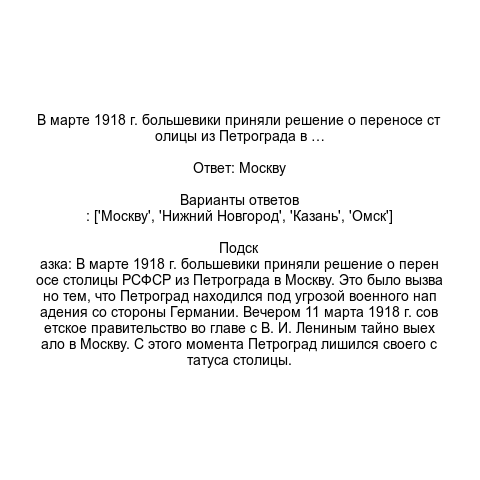 В марте 1918 г. большевики приняли решение о переносе ст
олицы из Петрограда в …
Ответ: Москву
Варианты ответов
: ['Москву', 'Нижний Новгород', 'Казань', 'Омск']
Подск
азка: В марте 1918 г. большевики приняли решение о перен
осе столицы РСФСР из Петрограда в Москву. Это было вызва
но тем, что Петроград находился под угрозой военного нап
адения со стороны Германии. Вечером 11 марта 1918 г. сов
етское правительство во главе с В. И. Лениным тайно выех
ало в Москву. С этого момента Петроград лишился своего с
татуса столицы.